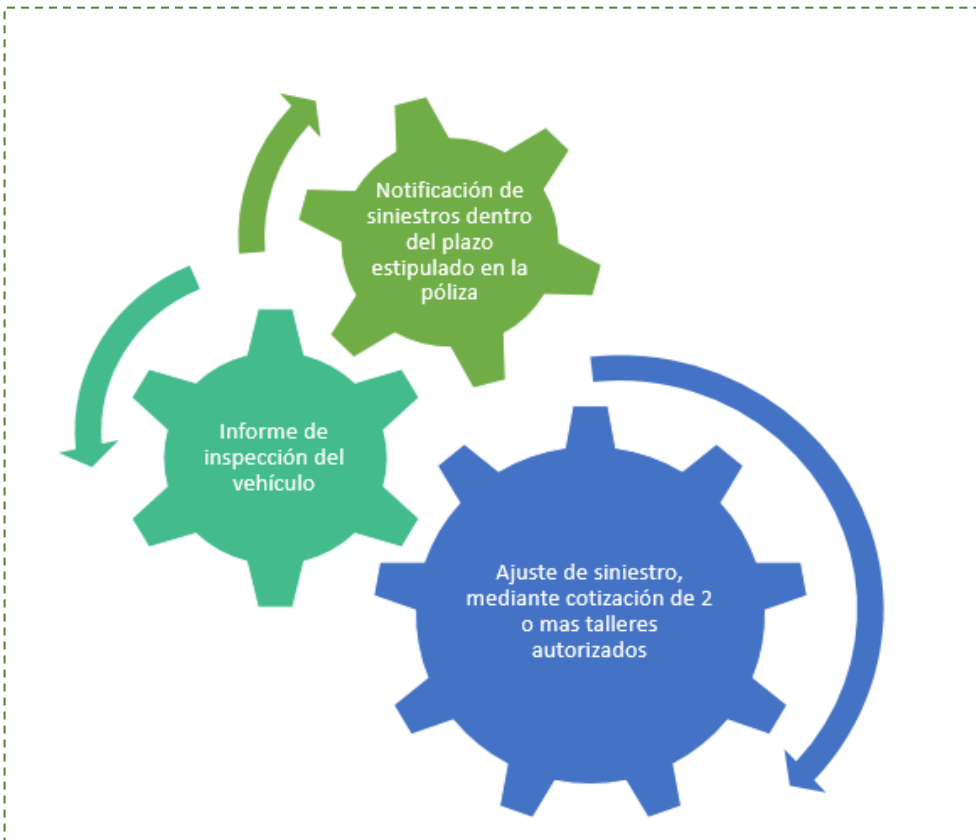 Notificación de
siniestros dentro
del plazo
estipulado en la
póliza
Informe de
inspección del
vehículo
Ajuste de siniestro,
mediante cotización de 2
o mas talleres
autorizados